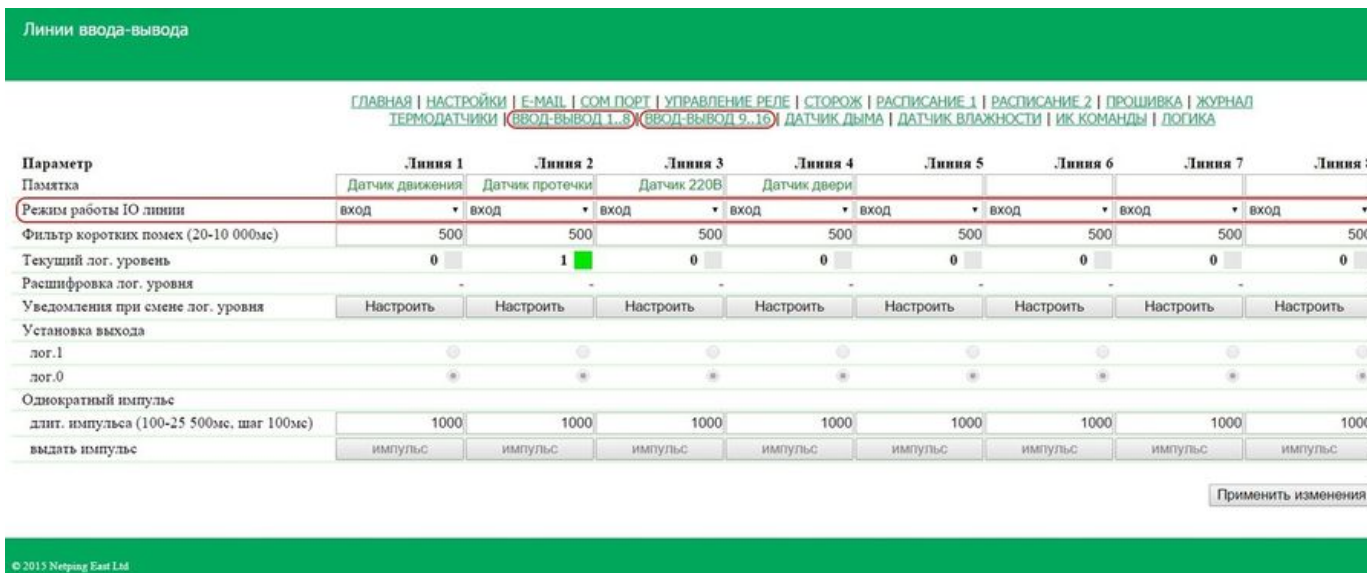 Линии ввода-вывода
ГЛАВНАЯ | НАСТРОЙКИ | E-MAIL | COM ПОРТ | УПРАВЛЕНИЕ РЕЛЕ | СТОРОЖ | РАСПИСАНИЕ 1 | РАСПИСАНИЕ 2 | ПРОШИВКА | ЖУРНАЛ
ТЕРМОДАТЧИКИ | ВВОД-ВЫВОД 1..8 | ВВОД-ВЫВОД 9..16 | ДАТЧИК ДЫМА | ДАТЧИК ВЛАЖНОСТИ | ИК КОМАНДЫ | ЛОГИКА
Параметр Линия 1 Линия 2 Линия 3 Линия 4 Линия 5 Линия 6 Линия 7 Линия 8
Памятка Датчик движения Датчик протечки Датчик 220В Датчик двери
Режим работы IO линии вход вход вход вход вход вход вход вход
Фильтр коротких помех (20-10 000мс) 500 500 500 500 500 500 500 500
Текущий лог. уровень 0 1 0 0 0 0 0 0
Расшифровка лог. уровня - - - - - - -
Уведомления при смене лог. уровня Настроить Настроить Настроить Настроить Настроить Настроить Настроить Настроить
Установка выхода
лог.1
лог.0
Однократный импульс
длит. импульса (100-25 500мс, шаг 100мс) 1000 1000 1000 1000 1000 1000 1000 1000
выдать импульс импульс импульс импульс импульс импульс импульс импульс импульс
Применить изменения
© 2015 Netping East Ltd